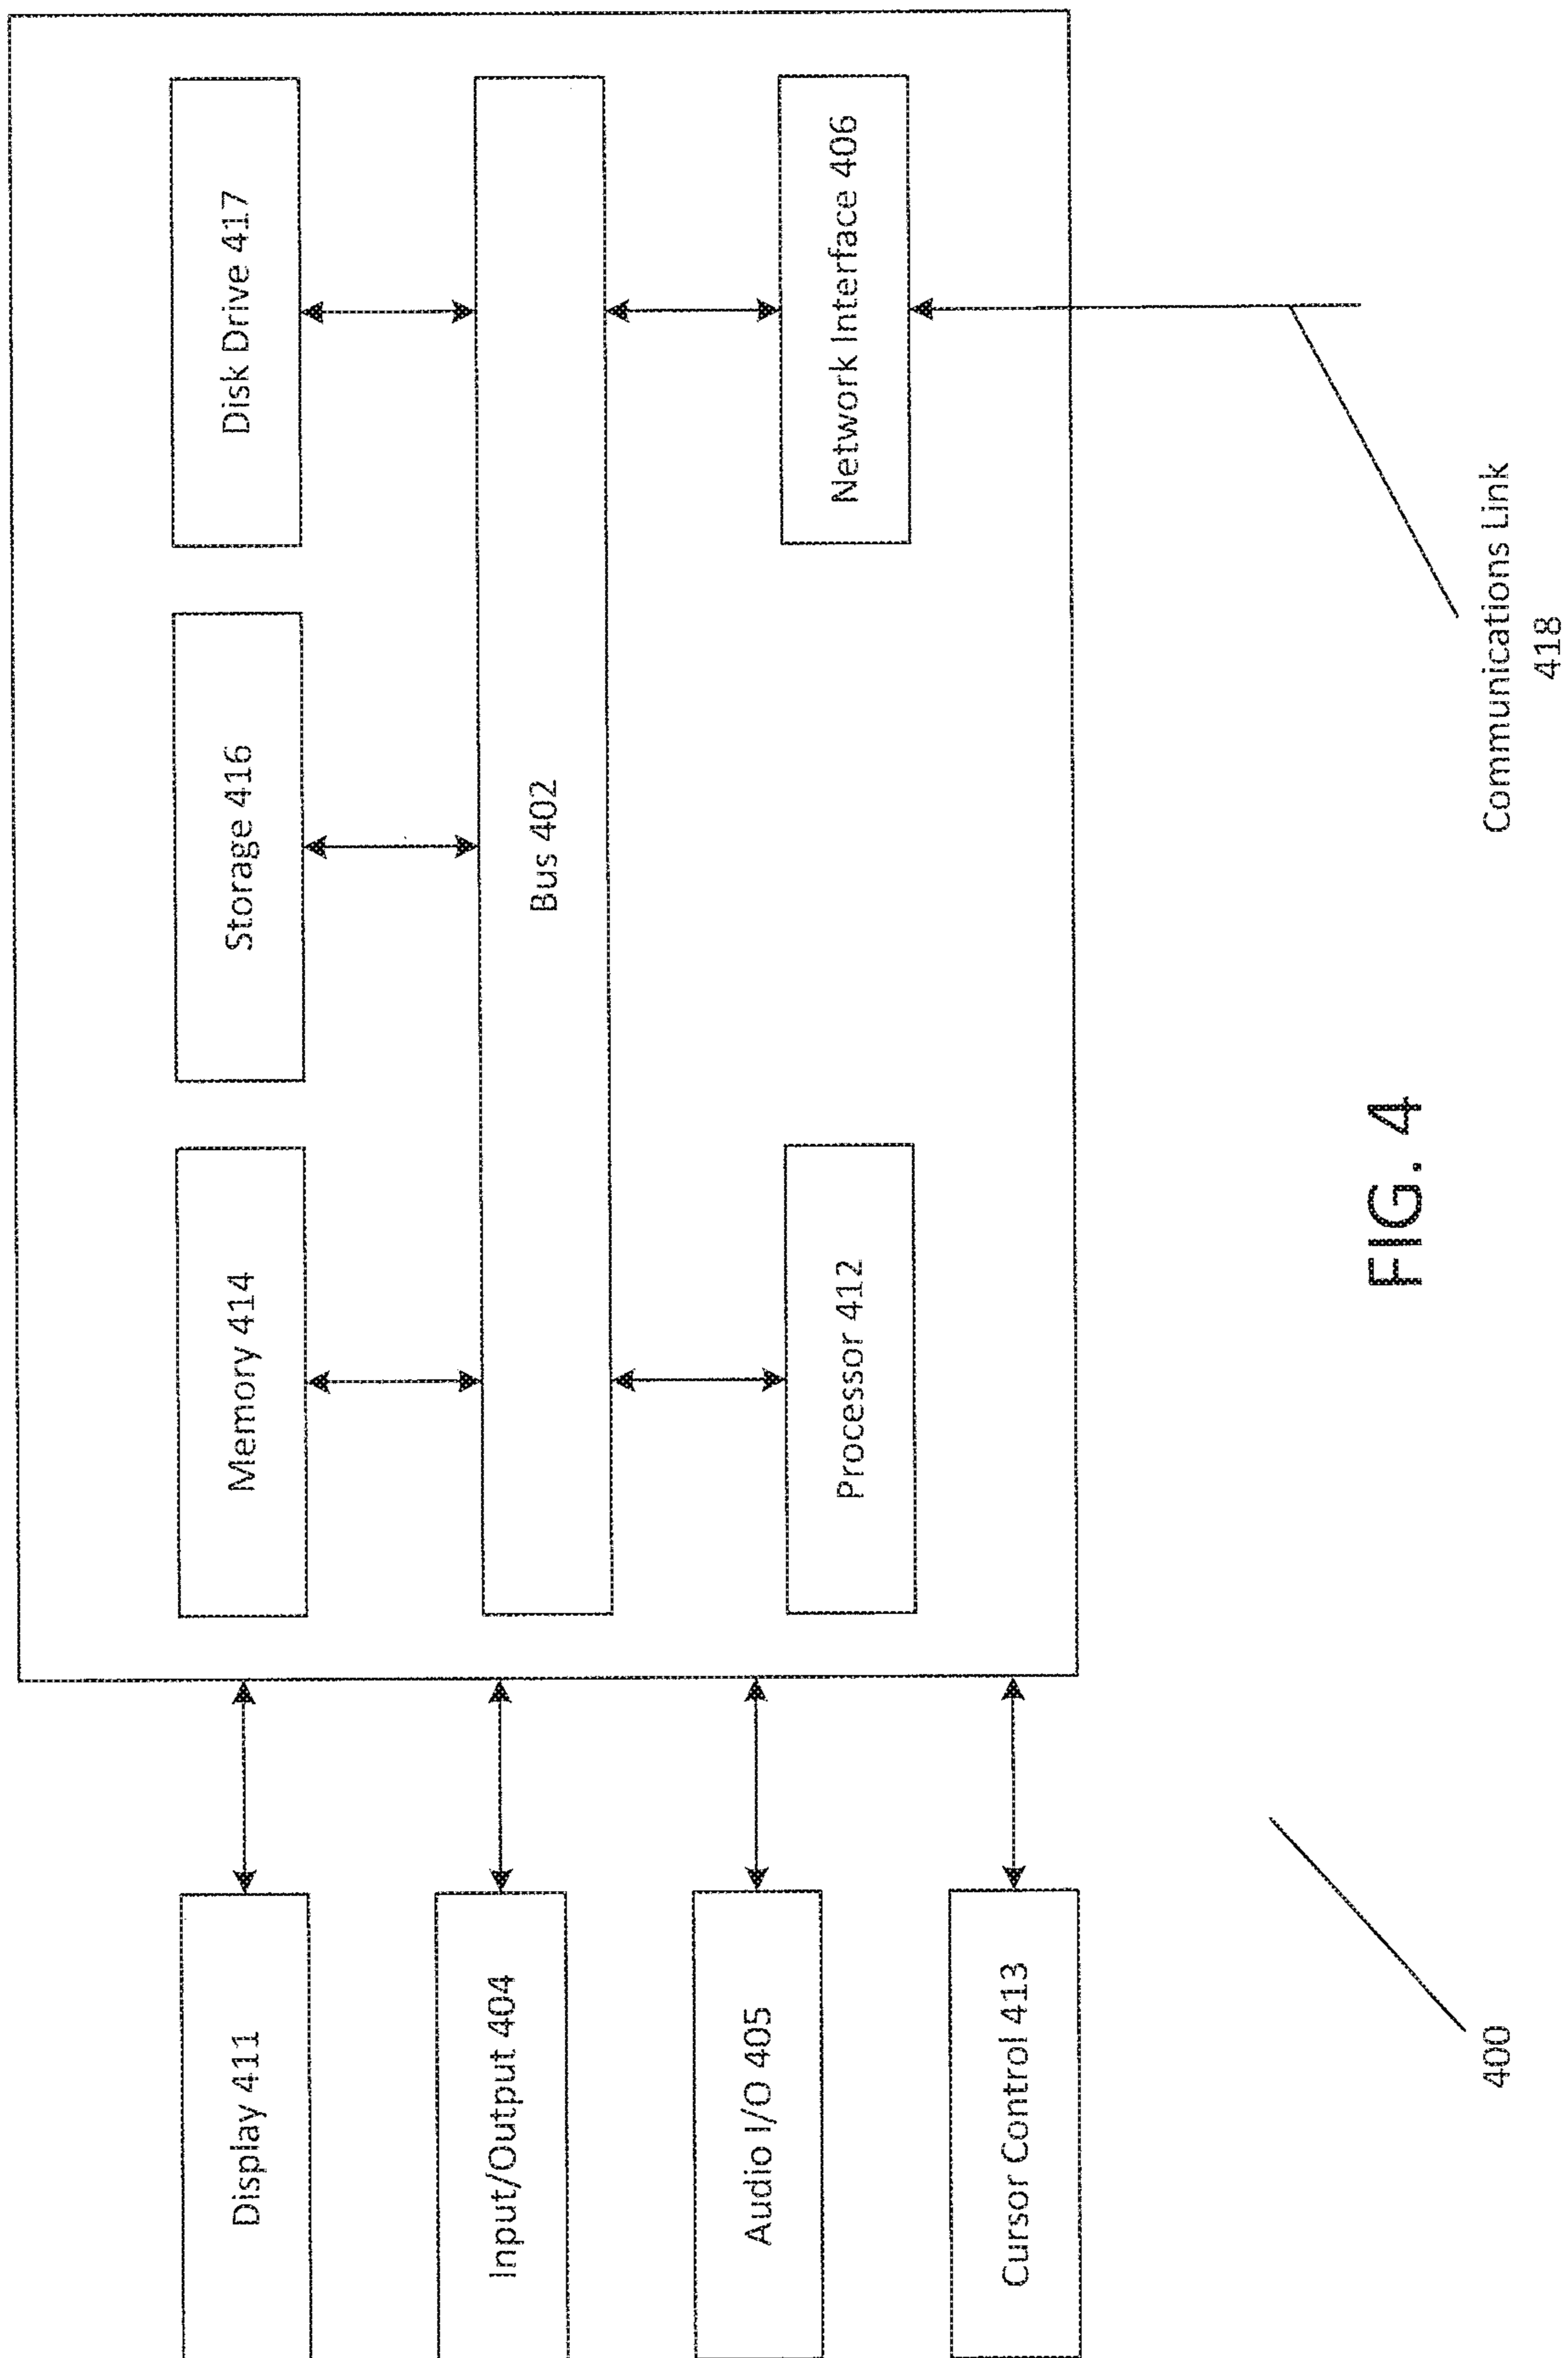 Display 411
Input/Output 404
Audio I/O 405
Cursor Control 413
Memory 414
Storage 416
Disk Drive 417
Bus 402
Processor 412
Network Interface 406
Communications Link
418
400
FIG. 4